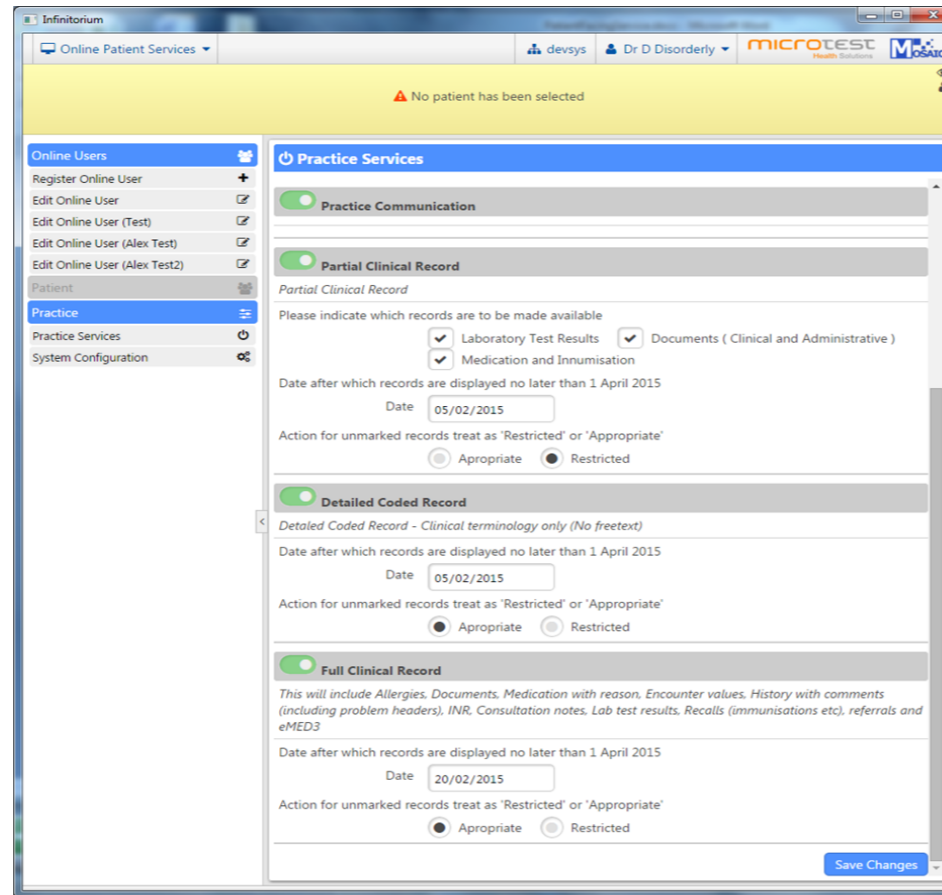 Infinitorium
Online Patient Services
devsys
Dr D Disorderly
mICROTEST
Health Solutions
MOSAIC
No patient has been selected
Online Users
Register Online User
Edit Online User
Edit Online User (Test)
Edit Online User (Alex Test)
Edit Online User (Alex Test2)
Patient
Practice
Practice Services
System Configuration
Practice Services
Practice Communication
Partial Clinical Record
Partial Clinical Record
Please indicate which records are to be made available
Laboratory Test Results Documents ( Clinical and Administrative )
Medication and Innumisation
Date after which records are displayed no later than 1 April 2015
Date 05/02/2015
Action for unmarked records treat as 'Restricted' or 'Appropriate'
Apropriate Restricted
Detailed Coded Record
Detaled Coded Record - Clinical terminology only (No freetext)
Date after which records are displayed no later than 1 April 2015
Date 05/02/2015
Action for unmarked records treat as 'Restricted' or 'Appropriate'
Apropriate Restricted
Full Clinical Record
This will include Allergies, Documents, Medication with reason, Encounter values, History with comments
(including problem headers), INR, Consultation notes, Lab test results, Recalls (immunisations etc), referrals and
eMED3
Date after which records are displayed no later than 1 April 2015
Date 20/02/2015
Action for unmarked records treat as 'Restricted' or 'Appropriate'
Apropriate Restricted
Save Changes